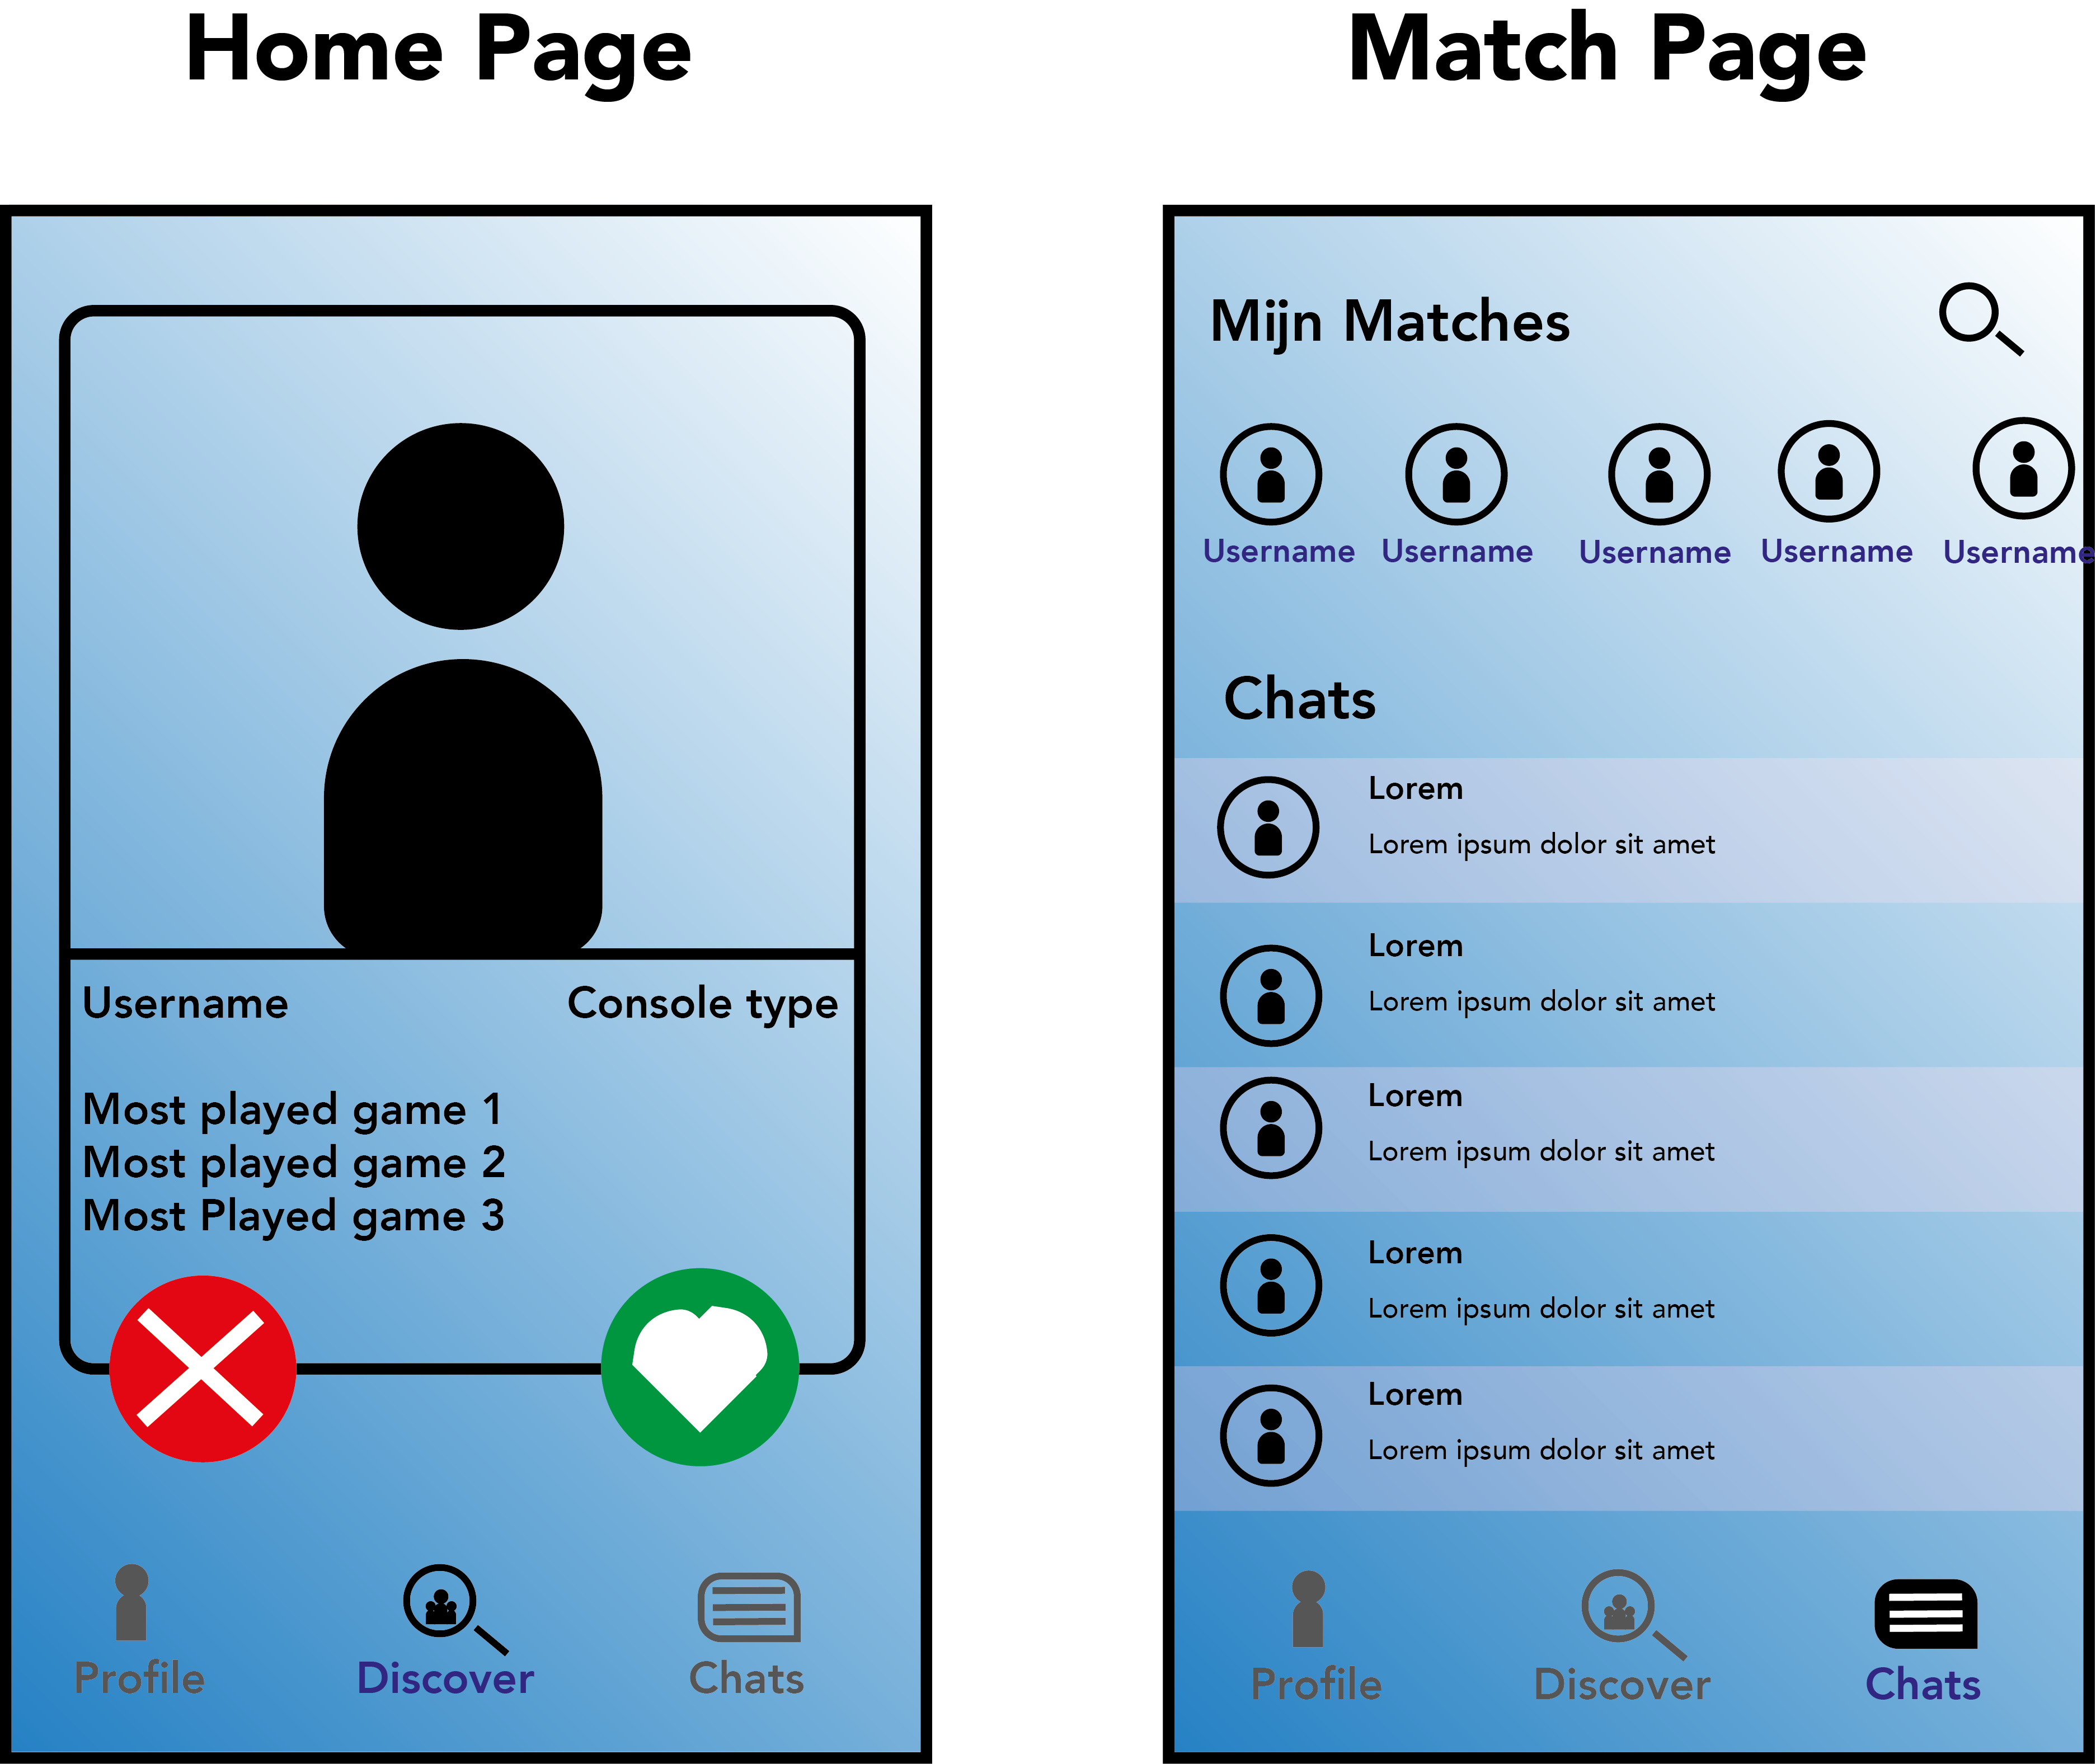 Home Page
Username Console type
Most played game 1
Most played game 2
Most Played game 3
Profile Discover Chats
Match Page
Mijn Matches
Username Username Username Username Username
Chats
Lorem
Lorem ipsum dolor sit amet
Lorem
Lorem ipsum dolor sit amet
Lorem
Lorem ipsum dolor sit amet
Lorem
Lorem ipsum dolor sit amet
Lorem
Lorem ipsum dolor sit amet
Profile Discover Chats